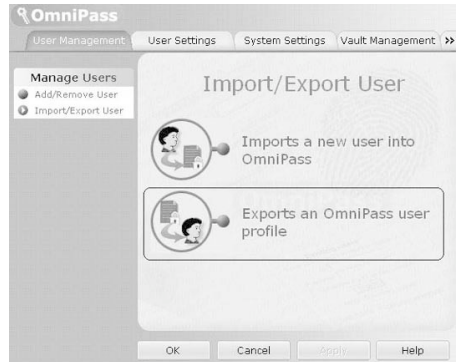 OmniPass
User Management
User Settings
System Settings
Vault Management
>>
Manage Users
Add/Remove User
Import/Export User
Import/Export User
Imports a new user into
OmniPass
Exports an OmniPass user
profile
OK
Cancel
Apply
Help